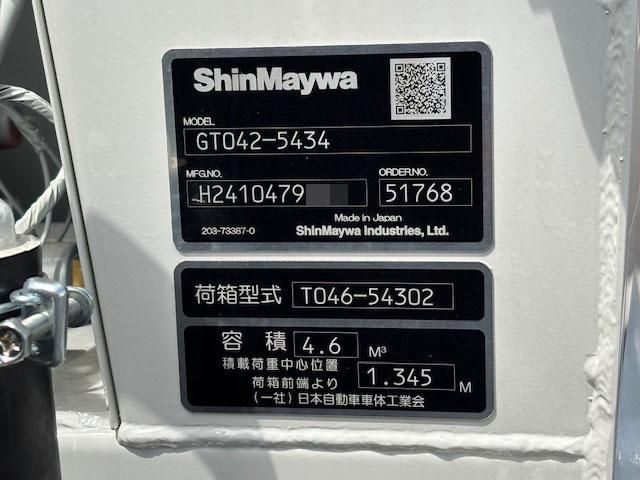 ShinMaywa
MODEL
GT042-5434
MFG.NO. ORDER.NO.
H2410479 51768
Made in Japan
203-73387-0 ShinMaywa Industries, Ltd.
荷箱型式 T046-54302
容積 4.6 M³
積載荷重中心位置
荷箱前端より 1.345 M
(一社)日本自動車車体工業会